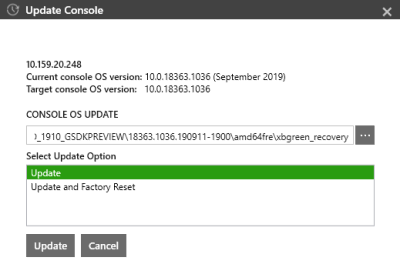 Update Console
10.159.20.248
Current console OS version: 10.0.18363.1036 (September 2019)
Target console OS version: 10.0.18363.1036
CONSOLE OS UPDATE
)_1910_GSDKPREVIEW\18363.1036.190911-1900\amd64fre\xbgreen_recovery
...
Select Update Option
Update
Update and Factory Reset
Update Cancel